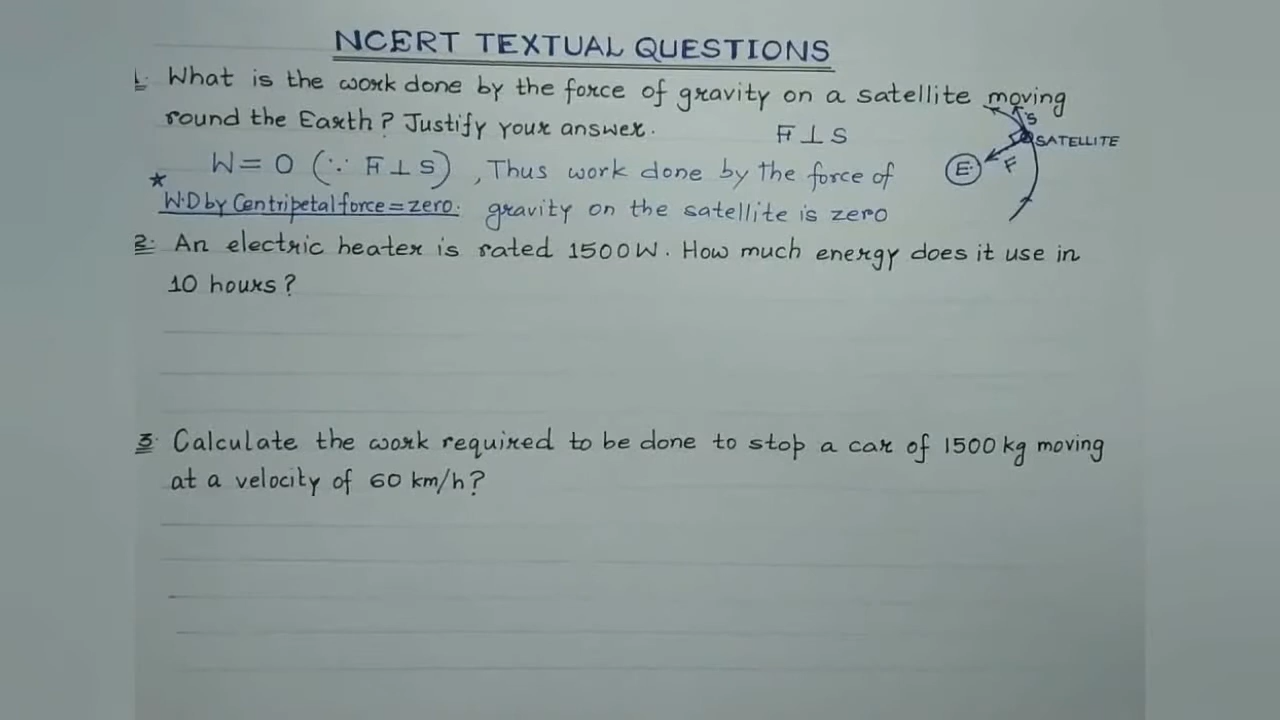 NCERT TEXTUAL QUESTIONS
1. What is the work done by the force of gravity on a satellite moving
round the Earth? Justify your answer.
F ⊥ S
S
SATELLITE
E
F
W = 0 (∵ F ⊥ S), Thus work done by the force of
* W.D by Centripetal force = zero. gravity on the satellite is zero
2. An electric heater is rated 1500W. How much energy does it use in
10 hours?
3. Calculate the work required to be done to stop a car of 1500 kg moving
at a velocity of 60 km/h?